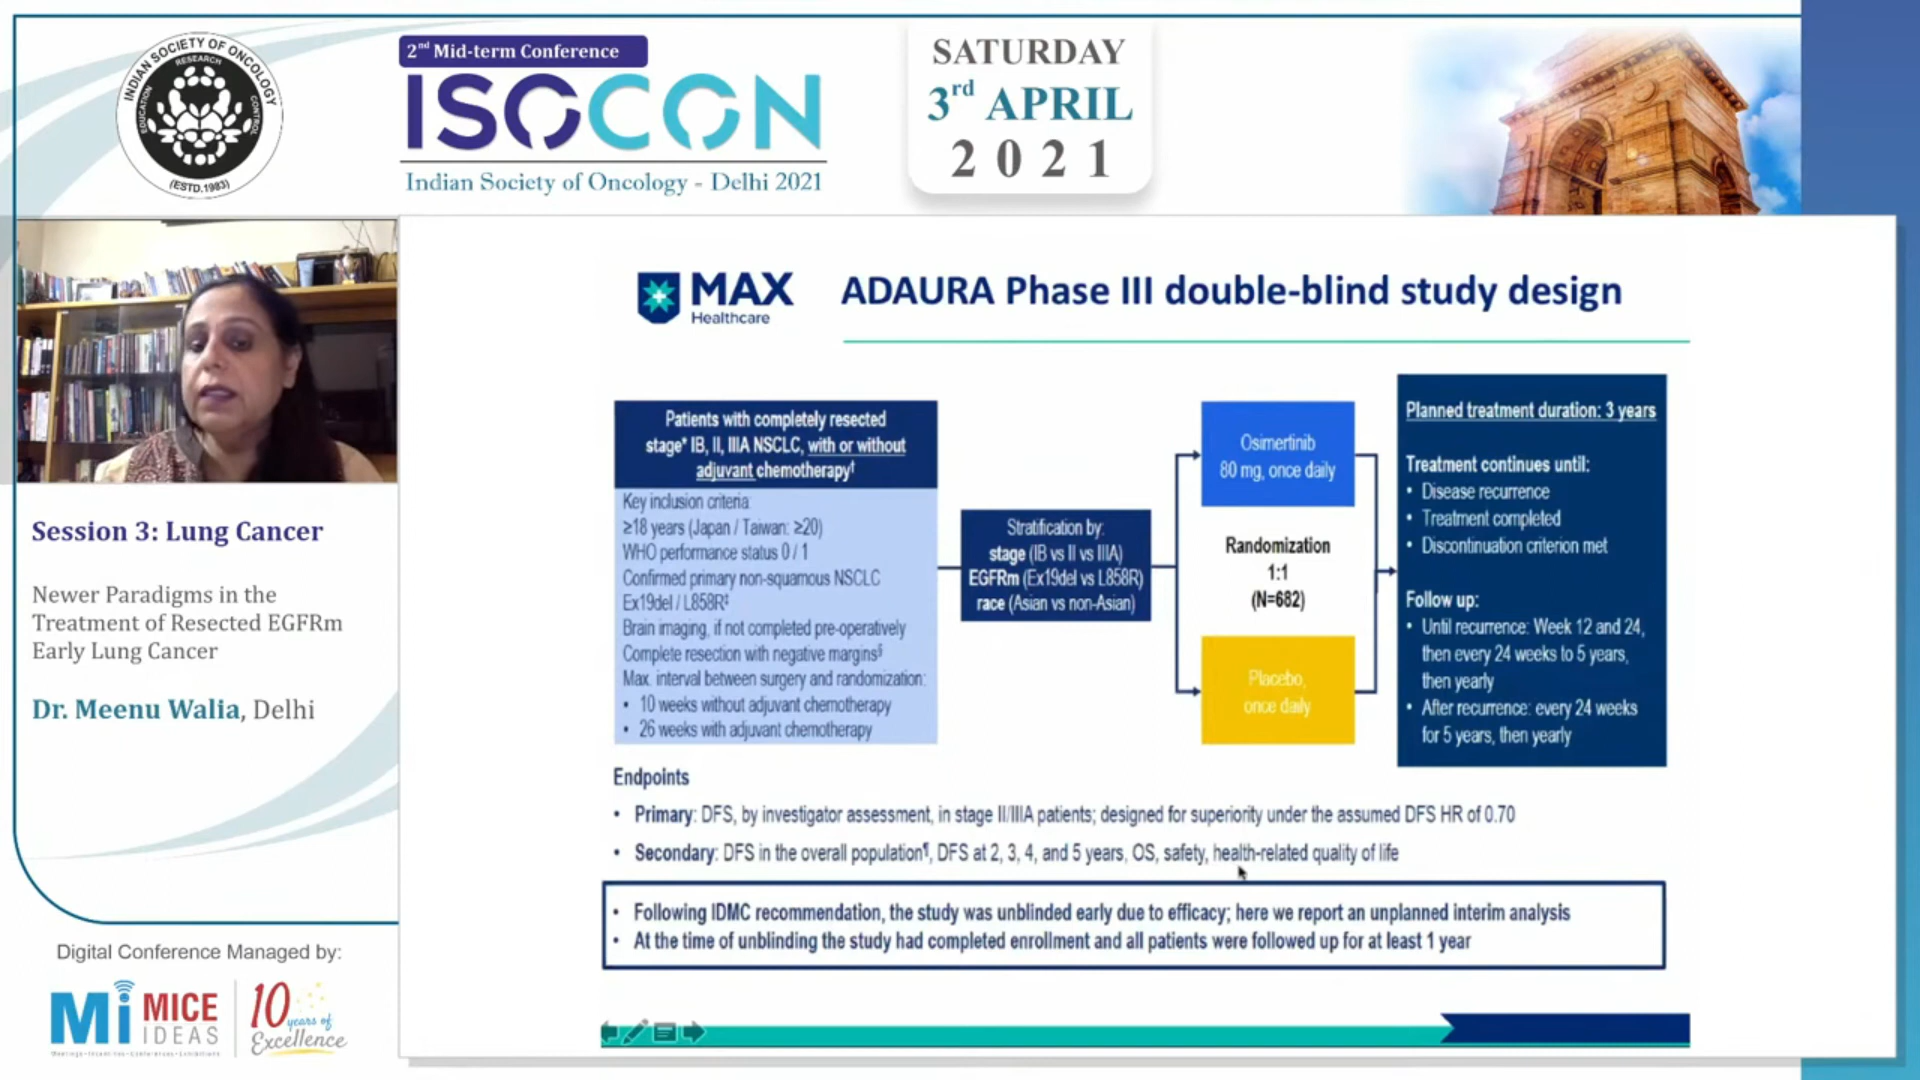 INDIAN SOCIETY OF ONCOLOGY
RESEARCH
EDUCATION
CONTROL
(ESTD.1983)
2nd Mid-term Conference
ISOCON
Indian Society of Oncology - Delhi 2021
SATURDAY
3rd APRIL
2021
Session 3: Lung Cancer
Newer Paradigms in the
Treatment of Resected EGFRm
Early Lung Cancer
Dr. Meenu Walia, Delhi
Digital Conference Managed by:
Mi MICE
IDEAS
10
years of
Excellence
MAX
Healthcare
ADAURA Phase III double-blind study design
Patients with completely resected
stage* IB, II, IIIA NSCLC, with or without
adjuvant chemotherapy†
Key inclusion criteria:
≥18 years (Japan / Taiwan: ≥20)
WHO performance status 0 / 1
Confirmed primary non-squamous NSCLC
Ex19del / L858R‡
Brain imaging, if not completed pre-operatively
Complete resection with negative margins§
Max. interval between surgery and randomization:
• 10 weeks without adjuvant chemotherapy
• 26 weeks with adjuvant chemotherapy
Stratification by:
stage (IB vs II vs IIIA)
EGFRm (Ex19del vs L858R)
race (Asian vs non-Asian)
Osimertinib
80 mg, once daily
Randomization
1:1
(N=682)
Placebo,
once daily
Planned treatment duration: 3 years
Treatment continues until:
• Disease recurrence
• Treatment completed
• Discontinuation criterion met
Follow up:
• Until recurrence: Week 12 and 24,
then every 24 weeks to 5 years,
then yearly
• After recurrence: every 24 weeks
for 5 years, then yearly
Endpoints
• Primary: DFS, by investigator assessment, in stage II/IIIA patients; designed for superiority under the assumed DFS HR of 0.70
• Secondary: DFS in the overall population¶, DFS at 2, 3, 4, and 5 years, OS, safety, health-related quality of life
• Following IDMC recommendation, the study was unblinded early due to efficacy; here we report an unplanned interim analysis
• At the time of unblinding the study had completed enrollment and all patients were followed up for at least 1 year